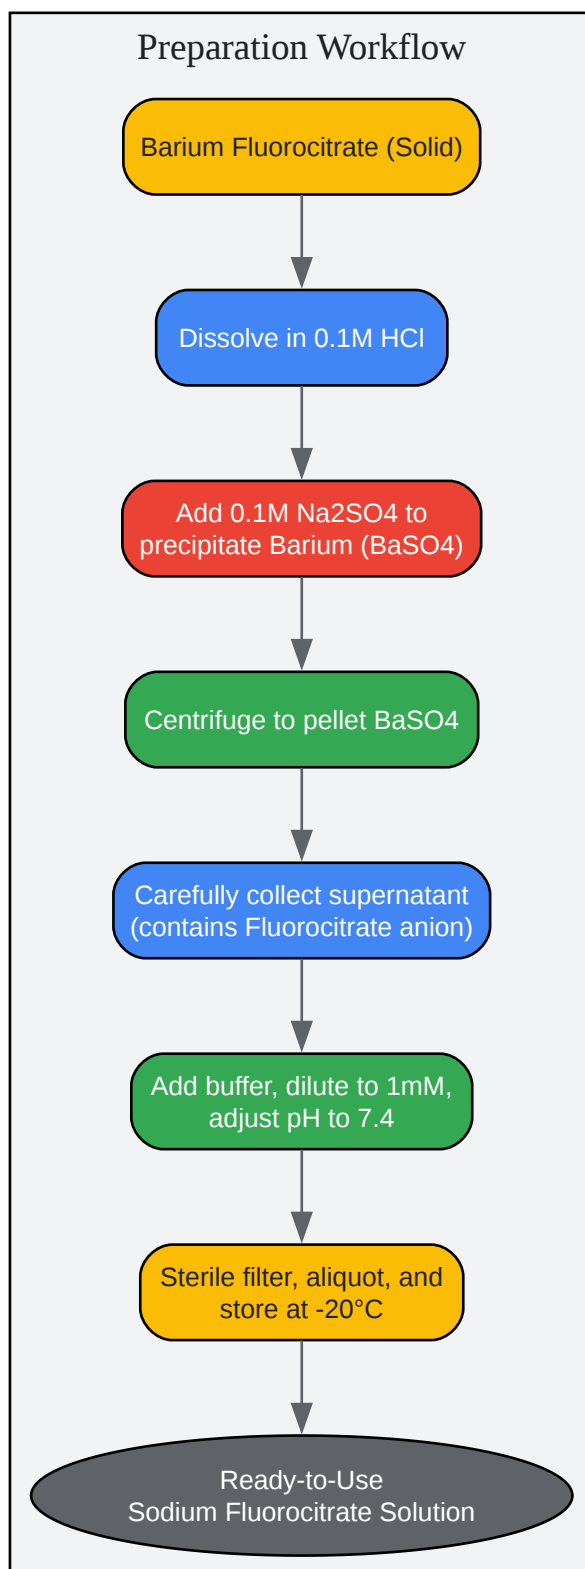 Preparation Workflow
Barium Fluorocitrate (Solid)
Dissolve in 0.1M HCl
Add 0.1M Na2SO4 to
precipitate Barium (BaSO4)
Centrifuge to pellet BaSO4
Carefully collect supernatant
(contains Fluorocitrate anion)
Add buffer, dilute to 1mM,
adjust pH to 7.4
Sterile filter, aliquot, and
store at -20°C
Ready-to-Use
Sodium Fluorocitrate Solution